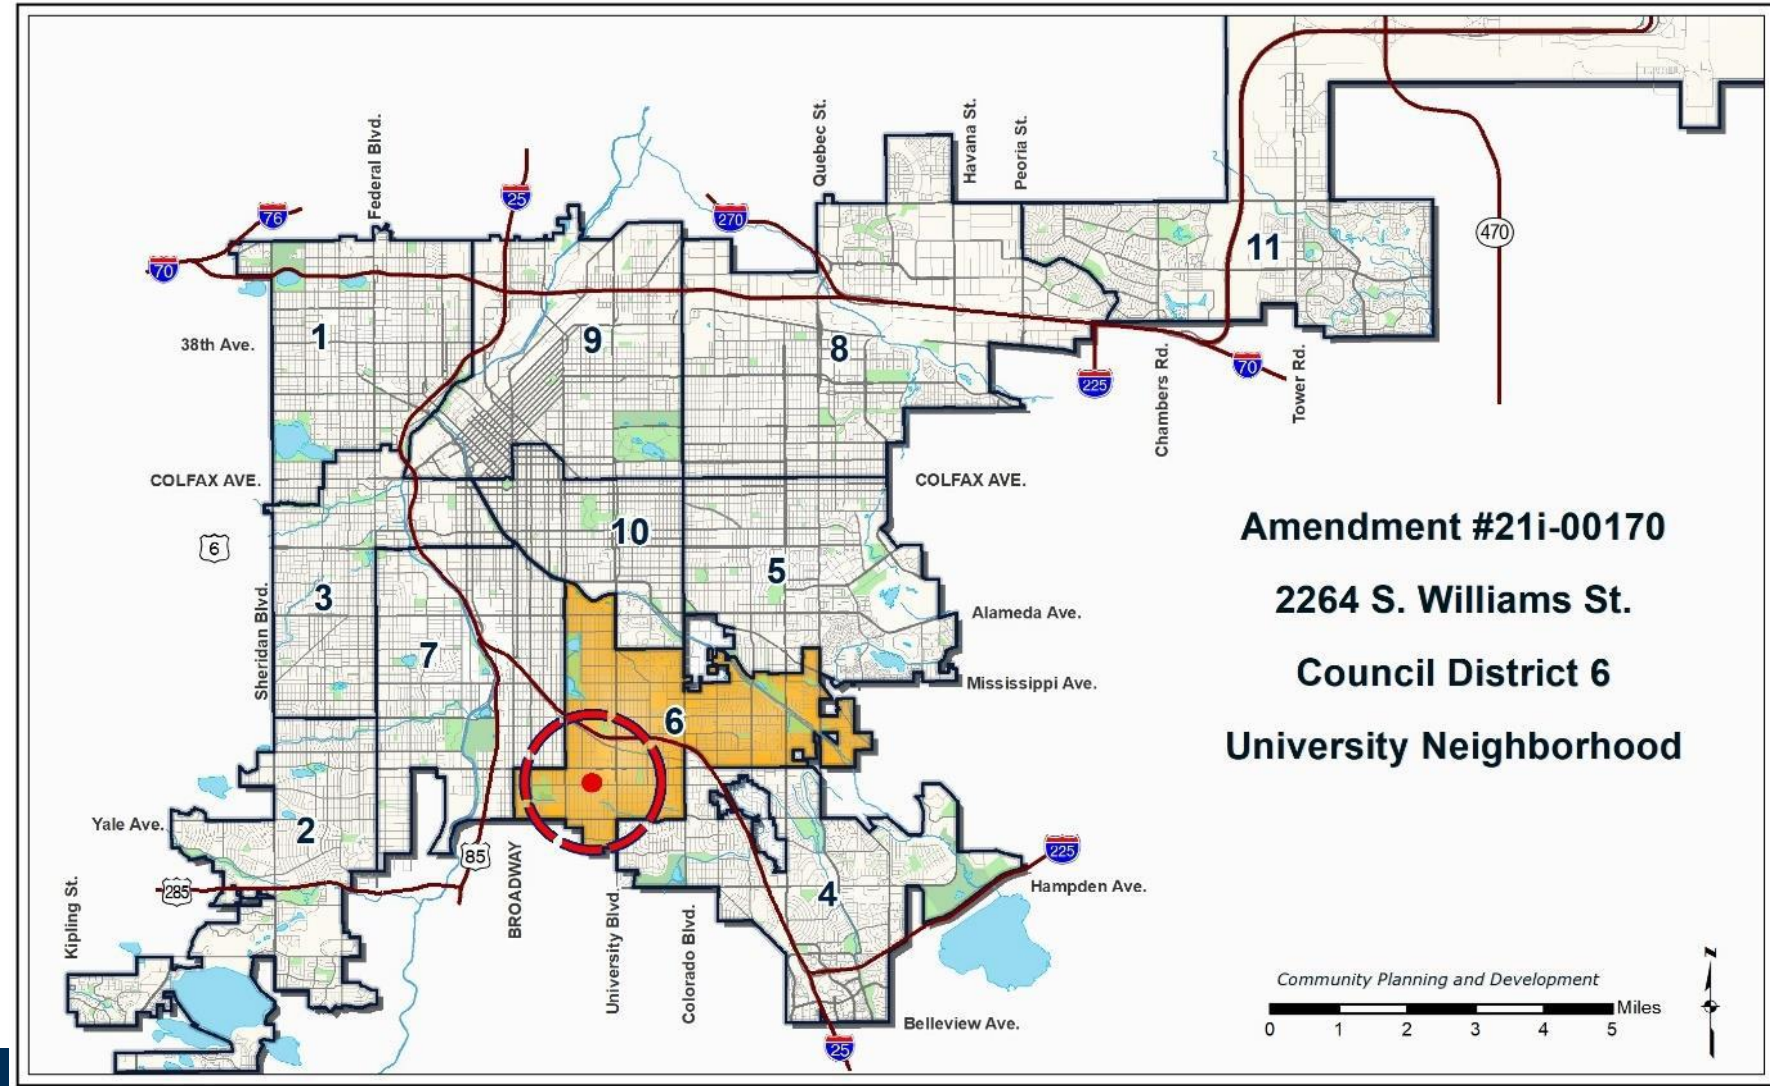 Federal Blvd.
Quebec St.
Havana St.
Peoria St.
25
76
270
70
470
11
1
9
8
38th Ave.
225
70
Chambers Rd.
Tower Rd.
COLFAX AVE.
COLFAX AVE.
6
10
5
3
Sheridan Blvd.
Alameda Ave.
7
Mississippi Ave.
6
Amendment #21i-00170
2264 S. Williams St.
Council District 6
University Neighborhood
Yale Ave.
2
85
BROADWAY
225
285
4
Hampden Ave.
Kipling St.
University Blvd.
Colorado Blvd.
Belleview Ave.
25
Community Planning and Development
Miles
0 1 2 3 4 5
N